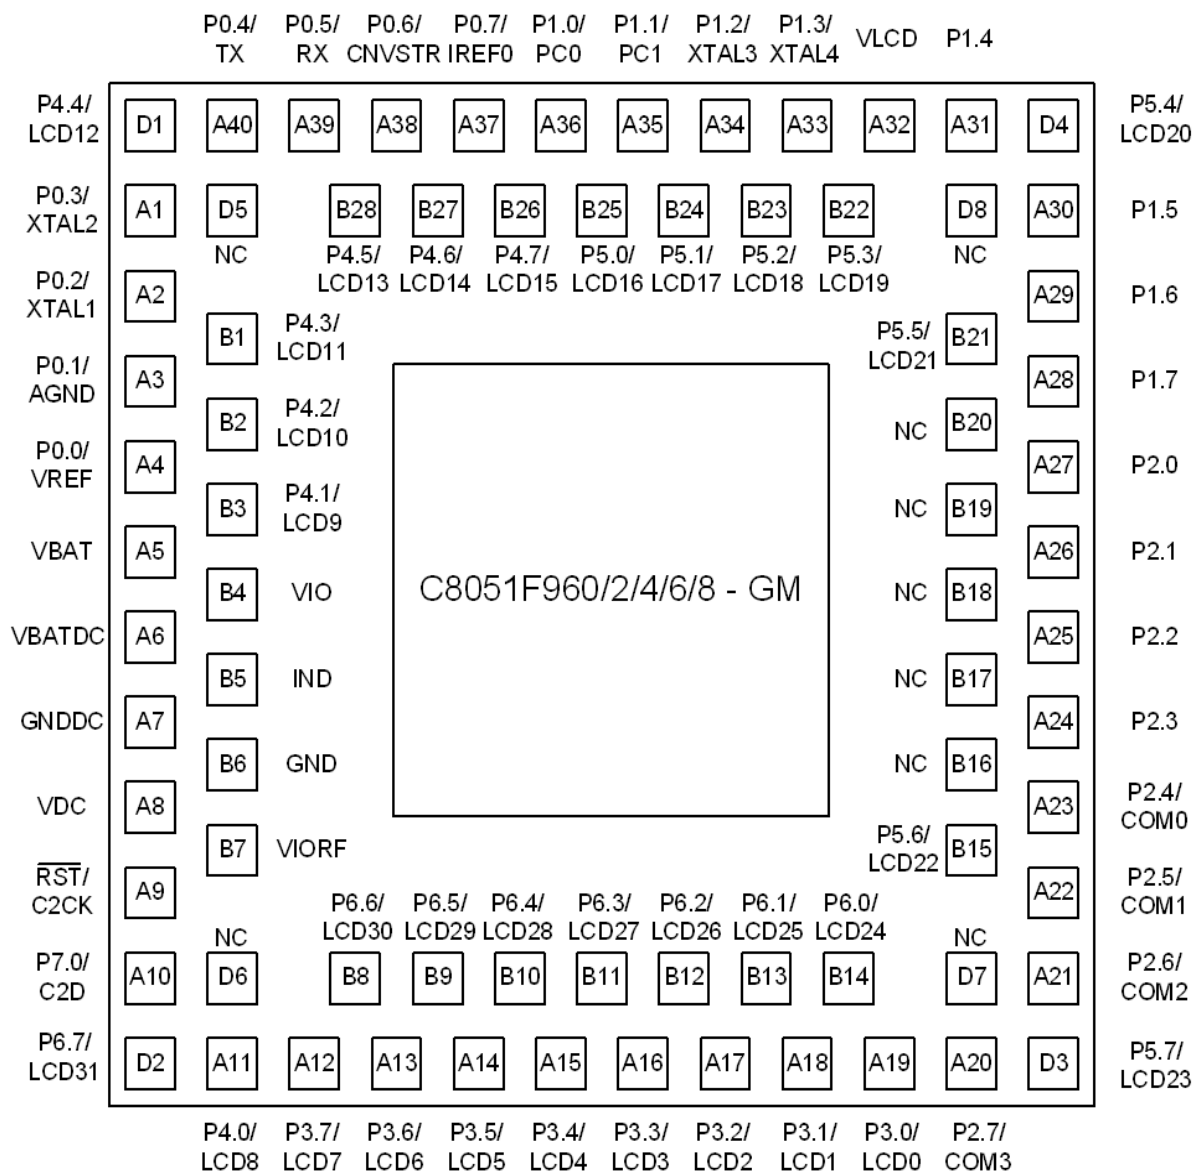 P0.4/ P0.5/ P0.6/ P0.7/ P1.0/ P1.1/ P1.2/ P1.3/ VLCD P1.4
TX RX CNVSTR IREF0 PC0 PC1 XTAL3 XTAL4
P4.4/
LCD12
D1 A40 A39 A38 A37 A36 A35 A34 A33 A32 A31 D4
P5.4/
LCD20
P0.3/
XTAL2
A1 D5 B28 B27 B26 B25 B24 B23 B22 D8 A30 P1.5
NC P4.5/ P4.6/ P4.7/ P5.0/ P5.1/ P5.2/ P5.3/ NC
LCD13 LCD14 LCD15 LCD16 LCD17 LCD18 LCD19
P0.2/
XTAL1
A2 A29 P1.6
B1 P4.3/
LCD11
P5.5/
LCD21
B21
P0.1/
AGND
A3 A28 P1.7
B2 P4.2/
LCD10
NC B20
P0.0/
VREF
A4 A27 P2.0
B3 P4.1/
LCD9
NC B19
VBAT A5 A26 P2.1
B4 VIO C8051F960/2/4/6/8 - GM NC B18
VBATDC A6 A25 P2.2
B5 IND NC B17
GNDDC A7 A24 P2.3
B6 GND NC B16
VDC A8 A23 P2.4/
COM0
B7 VIORF P5.6/
LCD22
B15
RST/
C2CK
A9 A22 P2.5/
COM1
P6.6/ P6.5/ P6.4/ P6.3/ P6.2/ P6.1/ P6.0/
LCD30 LCD29 LCD28 LCD27 LCD26 LCD25 LCD24
NC NC
P7.0/
C2D
A10 D6 B8 B9 B10 B11 B12 B13 B14 D7 A21
P2.6/
COM2
P6.7/
LCD31
D2 A11 A12 A13 A14 A15 A16 A17 A18 A19 A20 D3
P5.7/
LCD23
P4.0/ P3.7/ P3.6/ P3.5/ P3.4/ P3.3/ P3.2/ P3.1/ P3.0/ P2.7/
LCD8 LCD7 LCD6 LCD5 LCD4 LCD3 LCD2 LCD1 LCD0 COM3